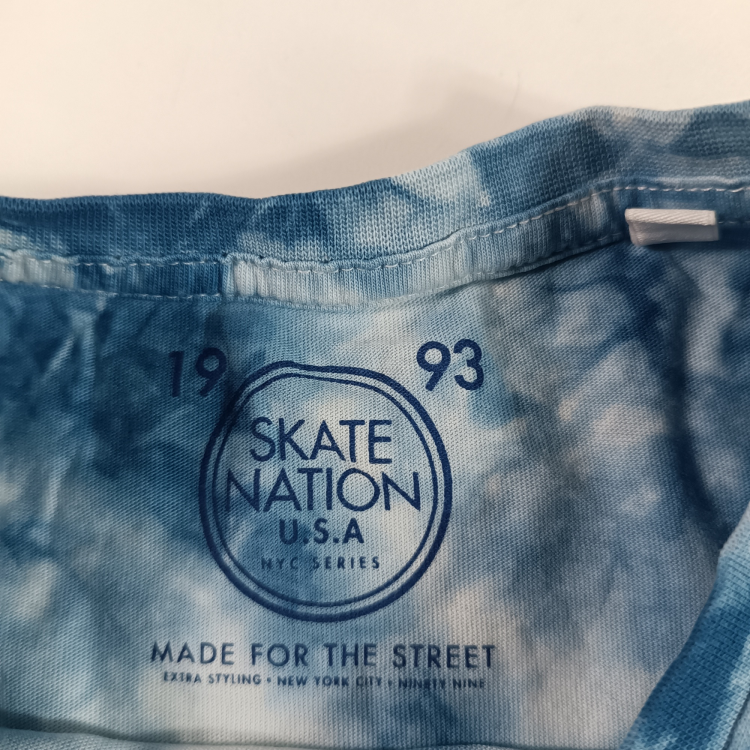 19 93
SKATE
NATION
U.S.A
NYC SERIES
MADE FOR THE STREET
EXTRA STYLING • NEW YORK CITY • NINETY NINE